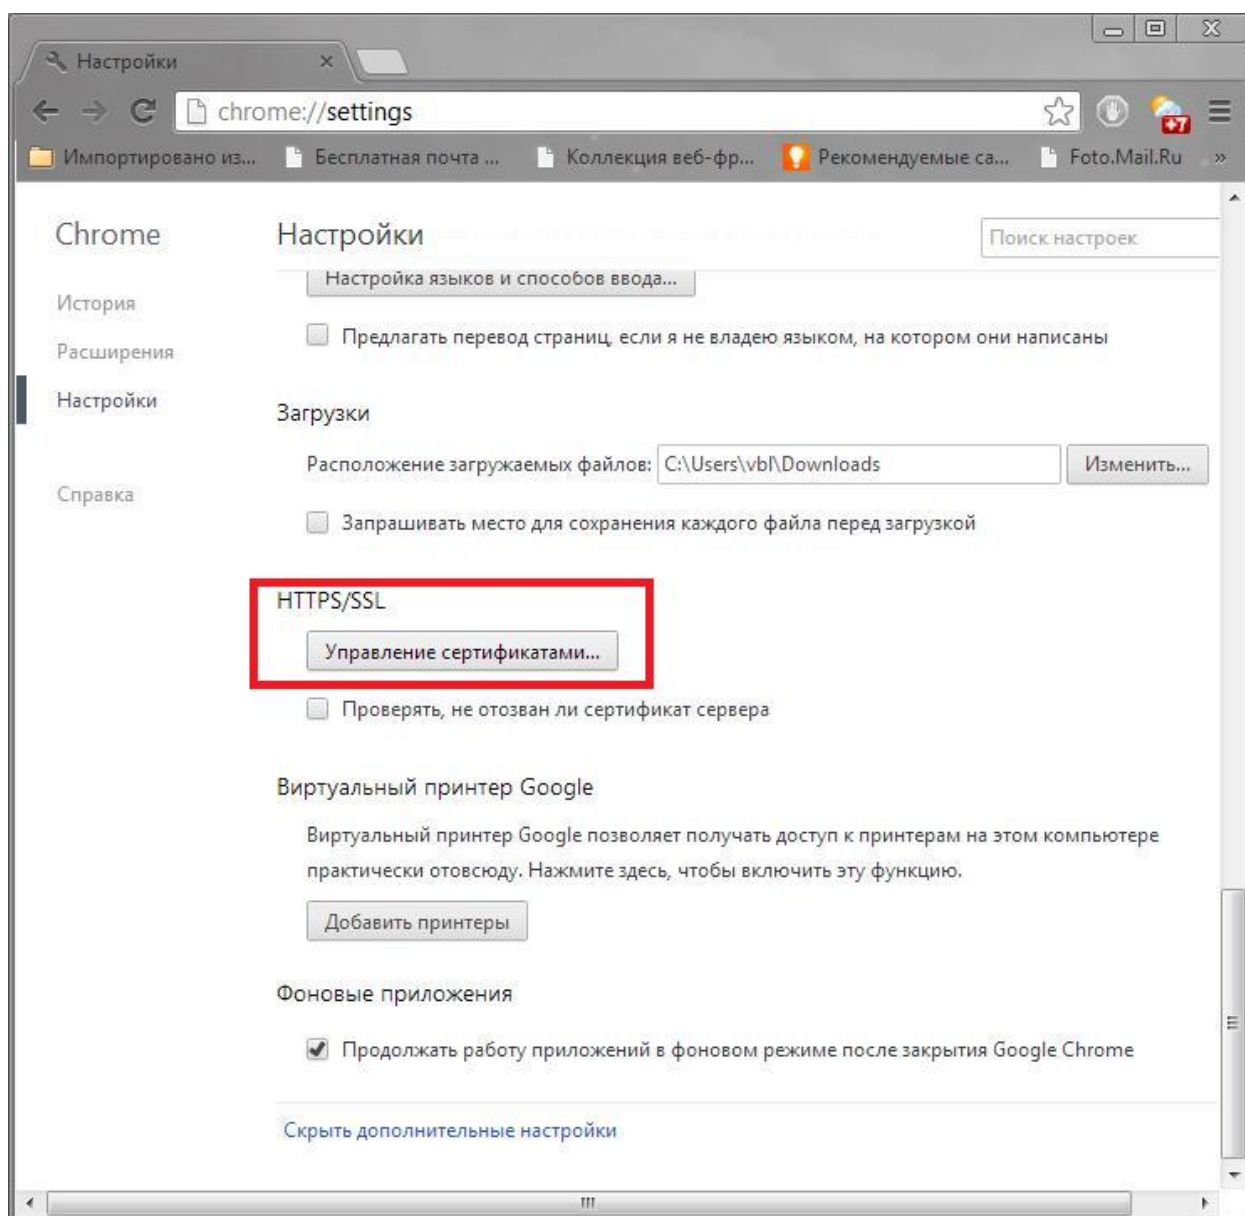 Настройки
chrome://settings
+7
Импортировано из...
Бесплатная почта ...
Коллекция веб-фр...
Рекомендуемые са...
Foto.Mail.Ru
»
Chrome
Настройки
Поиск настроек
История
Расширения
Настройки
Справка
Настройка языков и способов ввода...
Предлагать перевод страниц, если я не владею языком, на котором они написаны
Загрузки
Расположение загружаемых файлов:
C:\Users\vbl\Downloads
Изменить...
Запрашивать место для сохранения каждого файла перед загрузкой
HTTPS/SSL
Управление сертификатами...
Проверять, не отозван ли сертификат сервера
Виртуальный принтер Google
Виртуальный принтер Google позволяет получать доступ к принтерам на этом компьютере
практически отовсюду. Нажмите здесь, чтобы включить эту функцию.
Добавить принтеры
Фоновые приложения
Продолжать работу приложений в фоновом режиме после закрытия Google Chrome
Скрыть дополнительные настройки